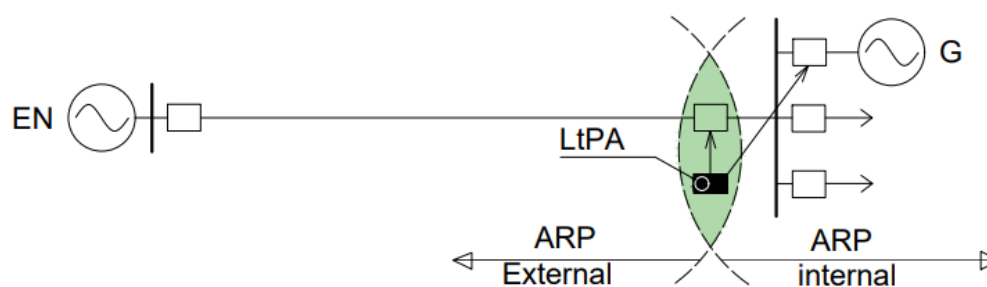 G
EN
LtPA
ARP
External
ARP
internal